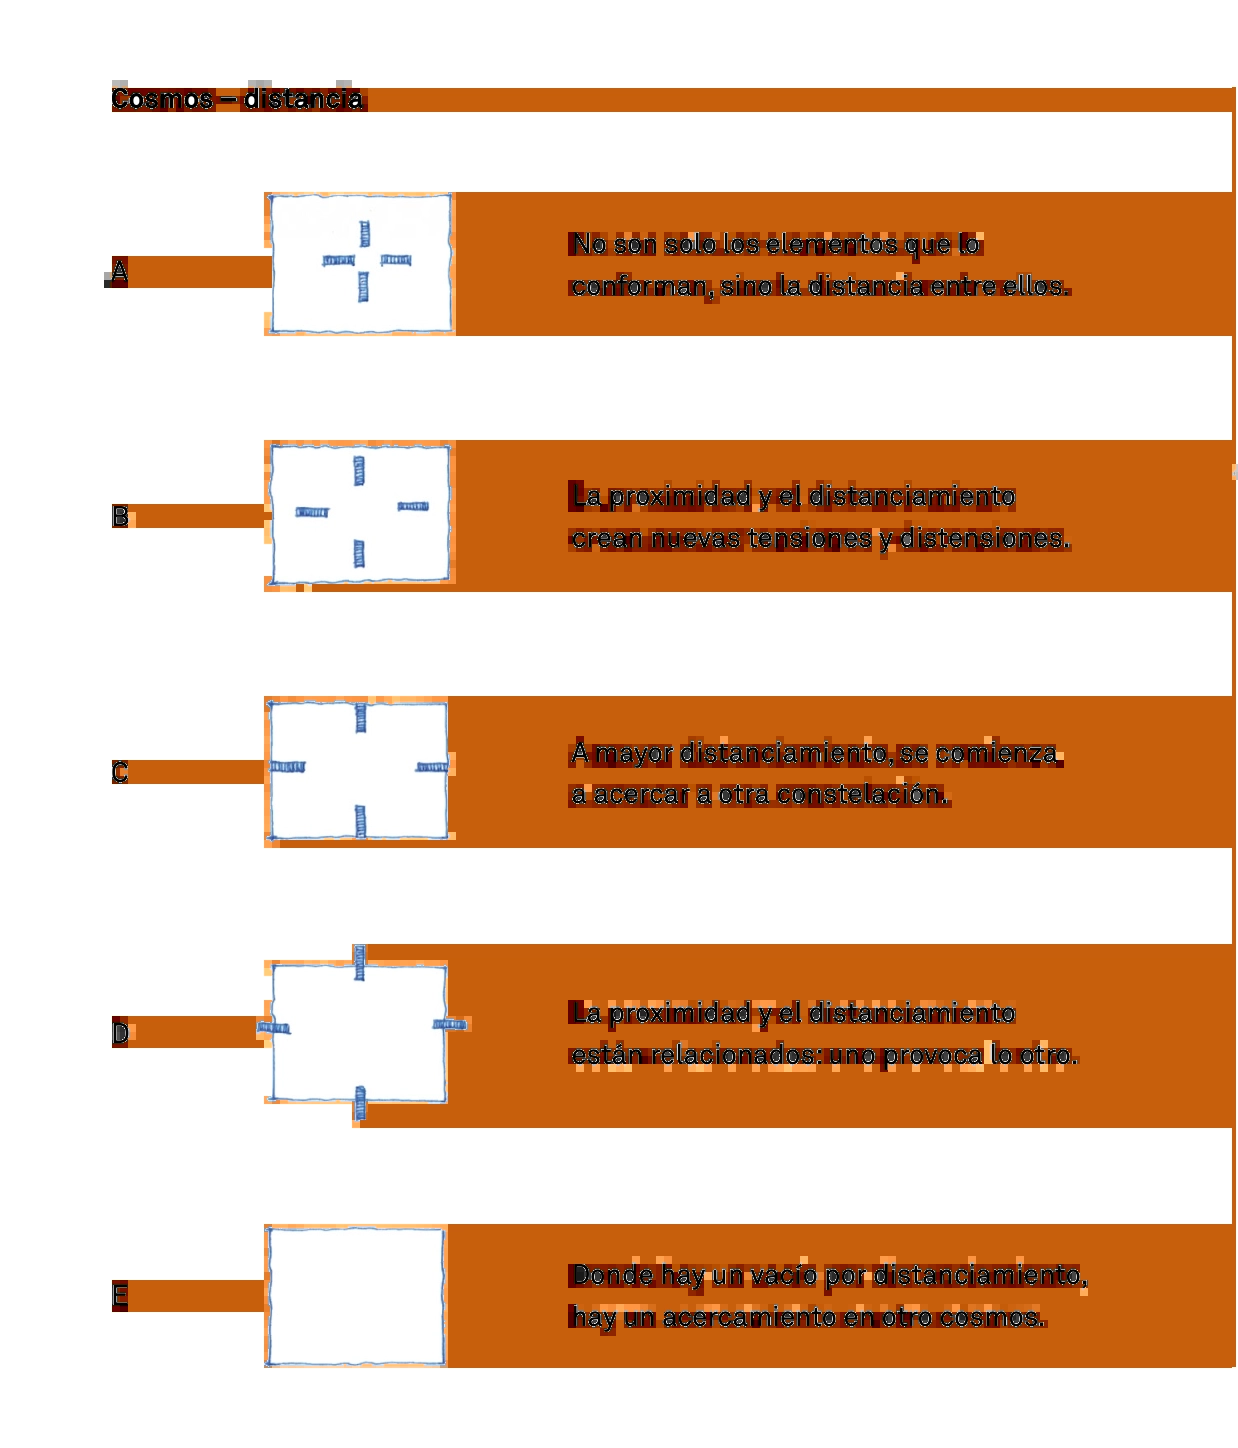 Cosmos – distancia
A
No son solo los elementos que lo
conforman, sino la distancia entre ellos.
B
La proximidad y el distanciamiento
crean nuevas tensiones y distensiones.
C
A mayor distanciamiento, se comienza
a acercar a otra constelación.
D
La proximidad y el distanciamiento
están relacionados: uno provoca lo otro.
E
Donde hay un vacío por distanciamiento,
hay un acercamiento en otro cosmos.